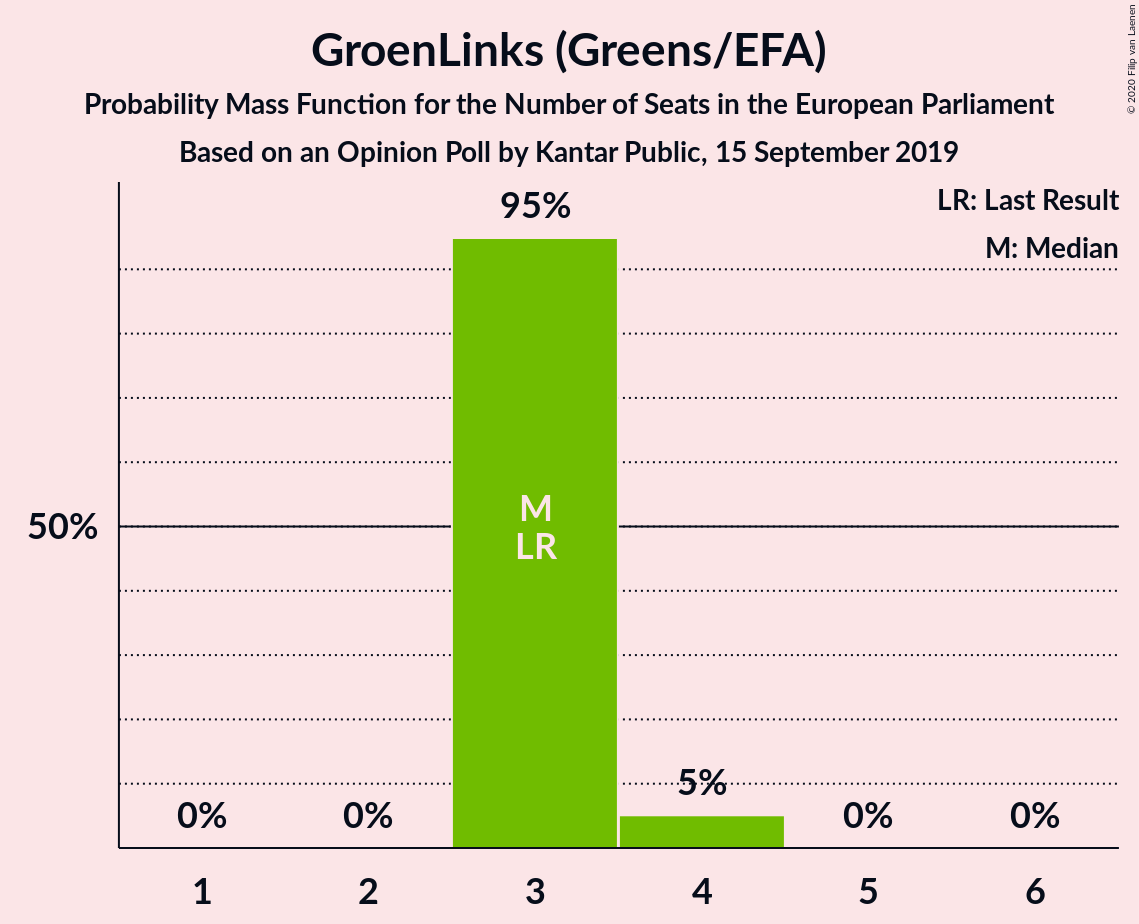 GroenLinks (Greens/EFA)
Probability Mass Function for the Number of Seats in the European Parliament
Based on an Opinion Poll by Kantar Public, 15 September 2019
© 2020 Filip van Laenen
LR: Last Result
M: Median
95%
50%
M
LR
0%
0%
5%
0%
0%
1
2
3
4
5
6